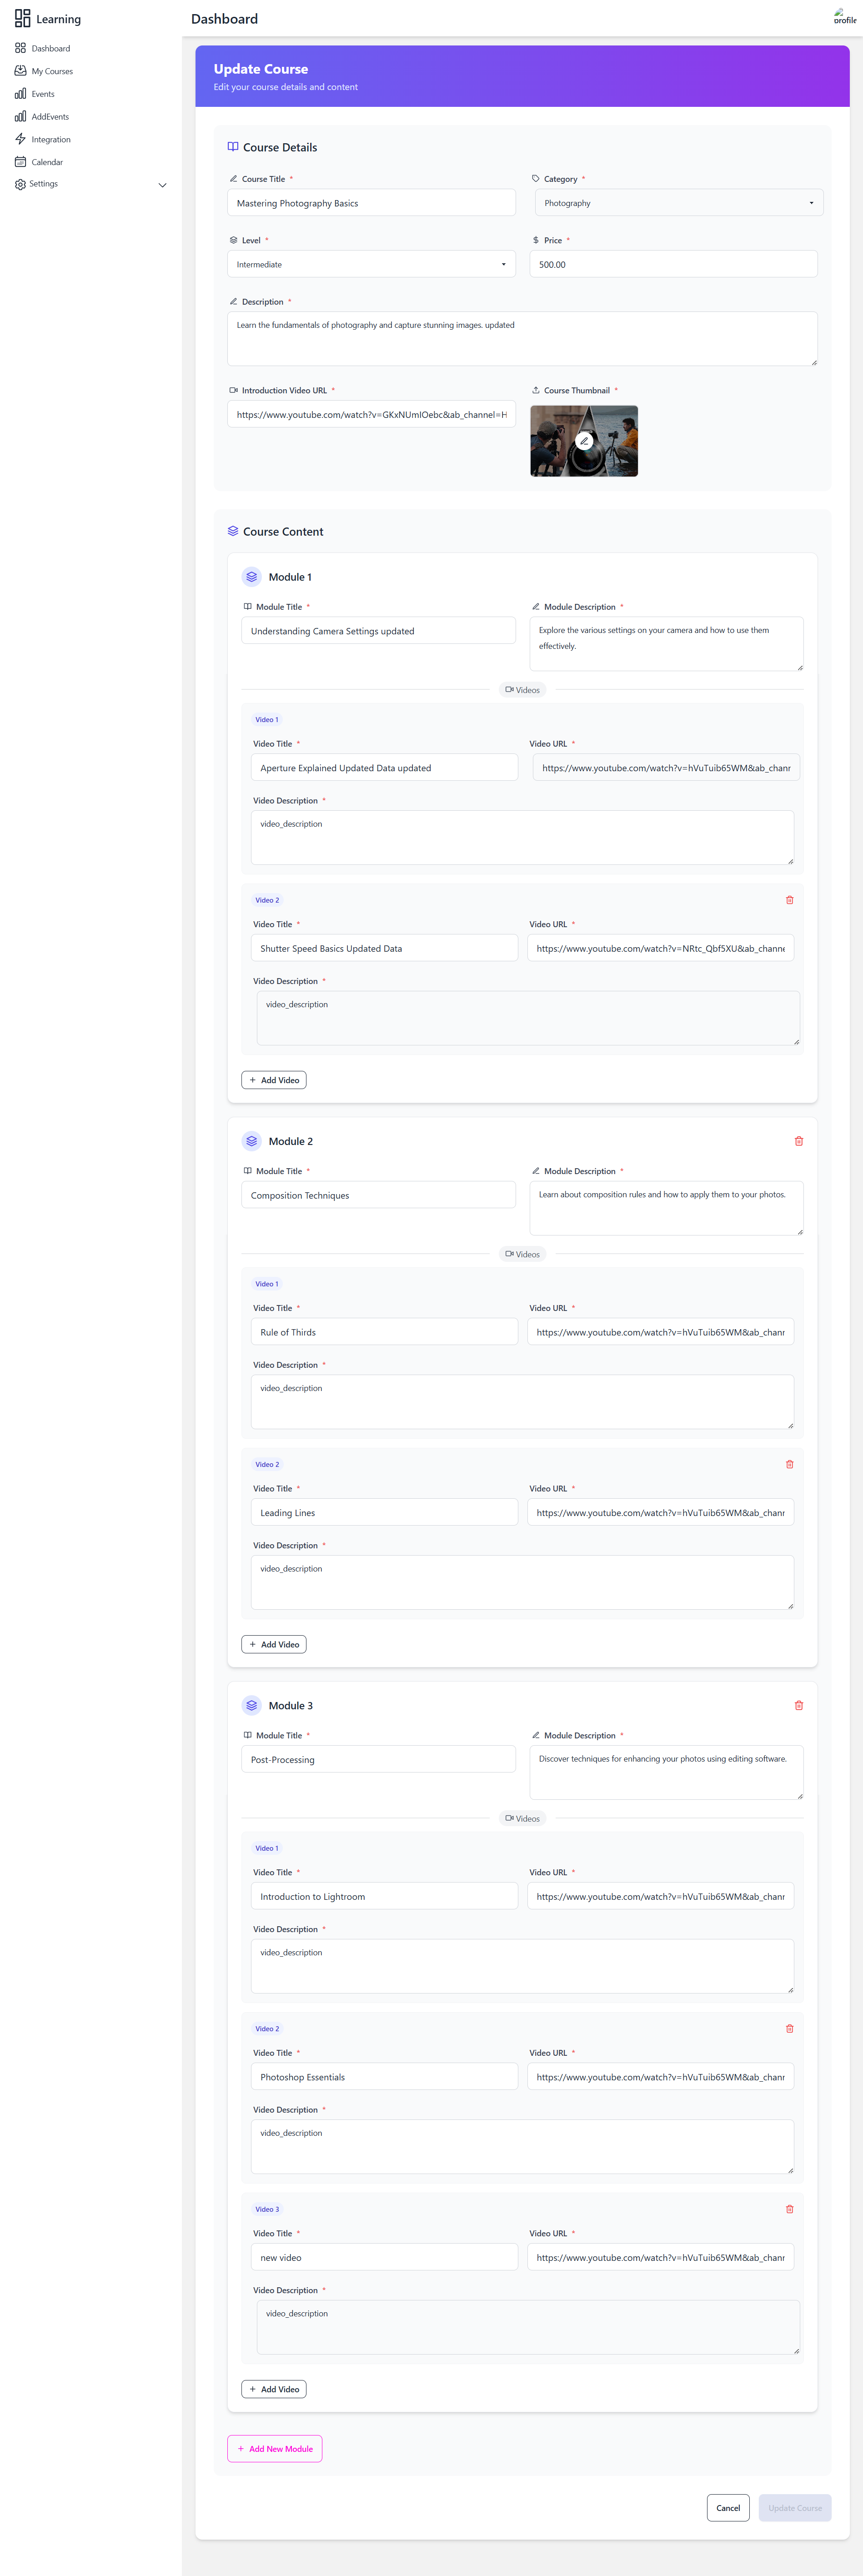 Learning
Dashboard
My Courses
Events
AddEvents
Integration
Calendar
Settings
Dashboard
profile
Update Course
Edit your course details and content
Course Details
Course Title *
Category *
Mastering Photography Basics
Photography
Level *
Price *
Intermediate
500.00
Description *
Learn the fundamentals of photography and capture stunning images. updated
Introduction Video URL *
Course Thumbnail *
https://www.youtube.com/watch?v=GKxNUmIOebc&ab_channel=H
Course Content
Module 1
Module Title *
Module Description *
Understanding Camera Settings updated
Explore the various settings on your camera and how to use them
effectively.
Videos
Video 1
Video Title *
Video URL *
Aperture Explained Updated Data updated
https://www.youtube.com/watch?v=hVuTuib65WM&ab_chann
Video Description *
video_description
Video 2
Video Title *
Video URL *
Shutter Speed Basics Updated Data
https://www.youtube.com/watch?v=NRtc_Qbf5XU&ab_channe
Video Description *
video_description
+ Add Video
Module 2
Module Title *
Module Description *
Composition Techniques
Learn about composition rules and how to apply them to your photos.
Videos
Video 1
Video Title *
Video URL *
Rule of Thirds
https://www.youtube.com/watch?v=hVuTuib65WM&ab_chann
Video Description *
video_description
Video 2
Video Title *
Video URL *
Leading Lines
https://www.youtube.com/watch?v=hVuTuib65WM&ab_chann
Video Description *
video_description
+ Add Video
Module 3
Module Title *
Module Description *
Post-Processing
Discover techniques for enhancing your photos using editing software.
Videos
Video 1
Video Title *
Video URL *
Introduction to Lightroom
https://www.youtube.com/watch?v=hVuTuib65WM&ab_chann
Video Description *
video_description
Video 2
Video Title *
Video URL *
Photoshop Essentials
https://www.youtube.com/watch?v=hVuTuib65WM&ab_chann
Video Description *
video_description
Video 3
Video Title *
Video URL *
new video
https://www.youtube.com/watch?v=hVuTuib65WM&ab_chann
Video Description *
video_description
+ Add Video
+ Add New Module
Cancel
Update Course